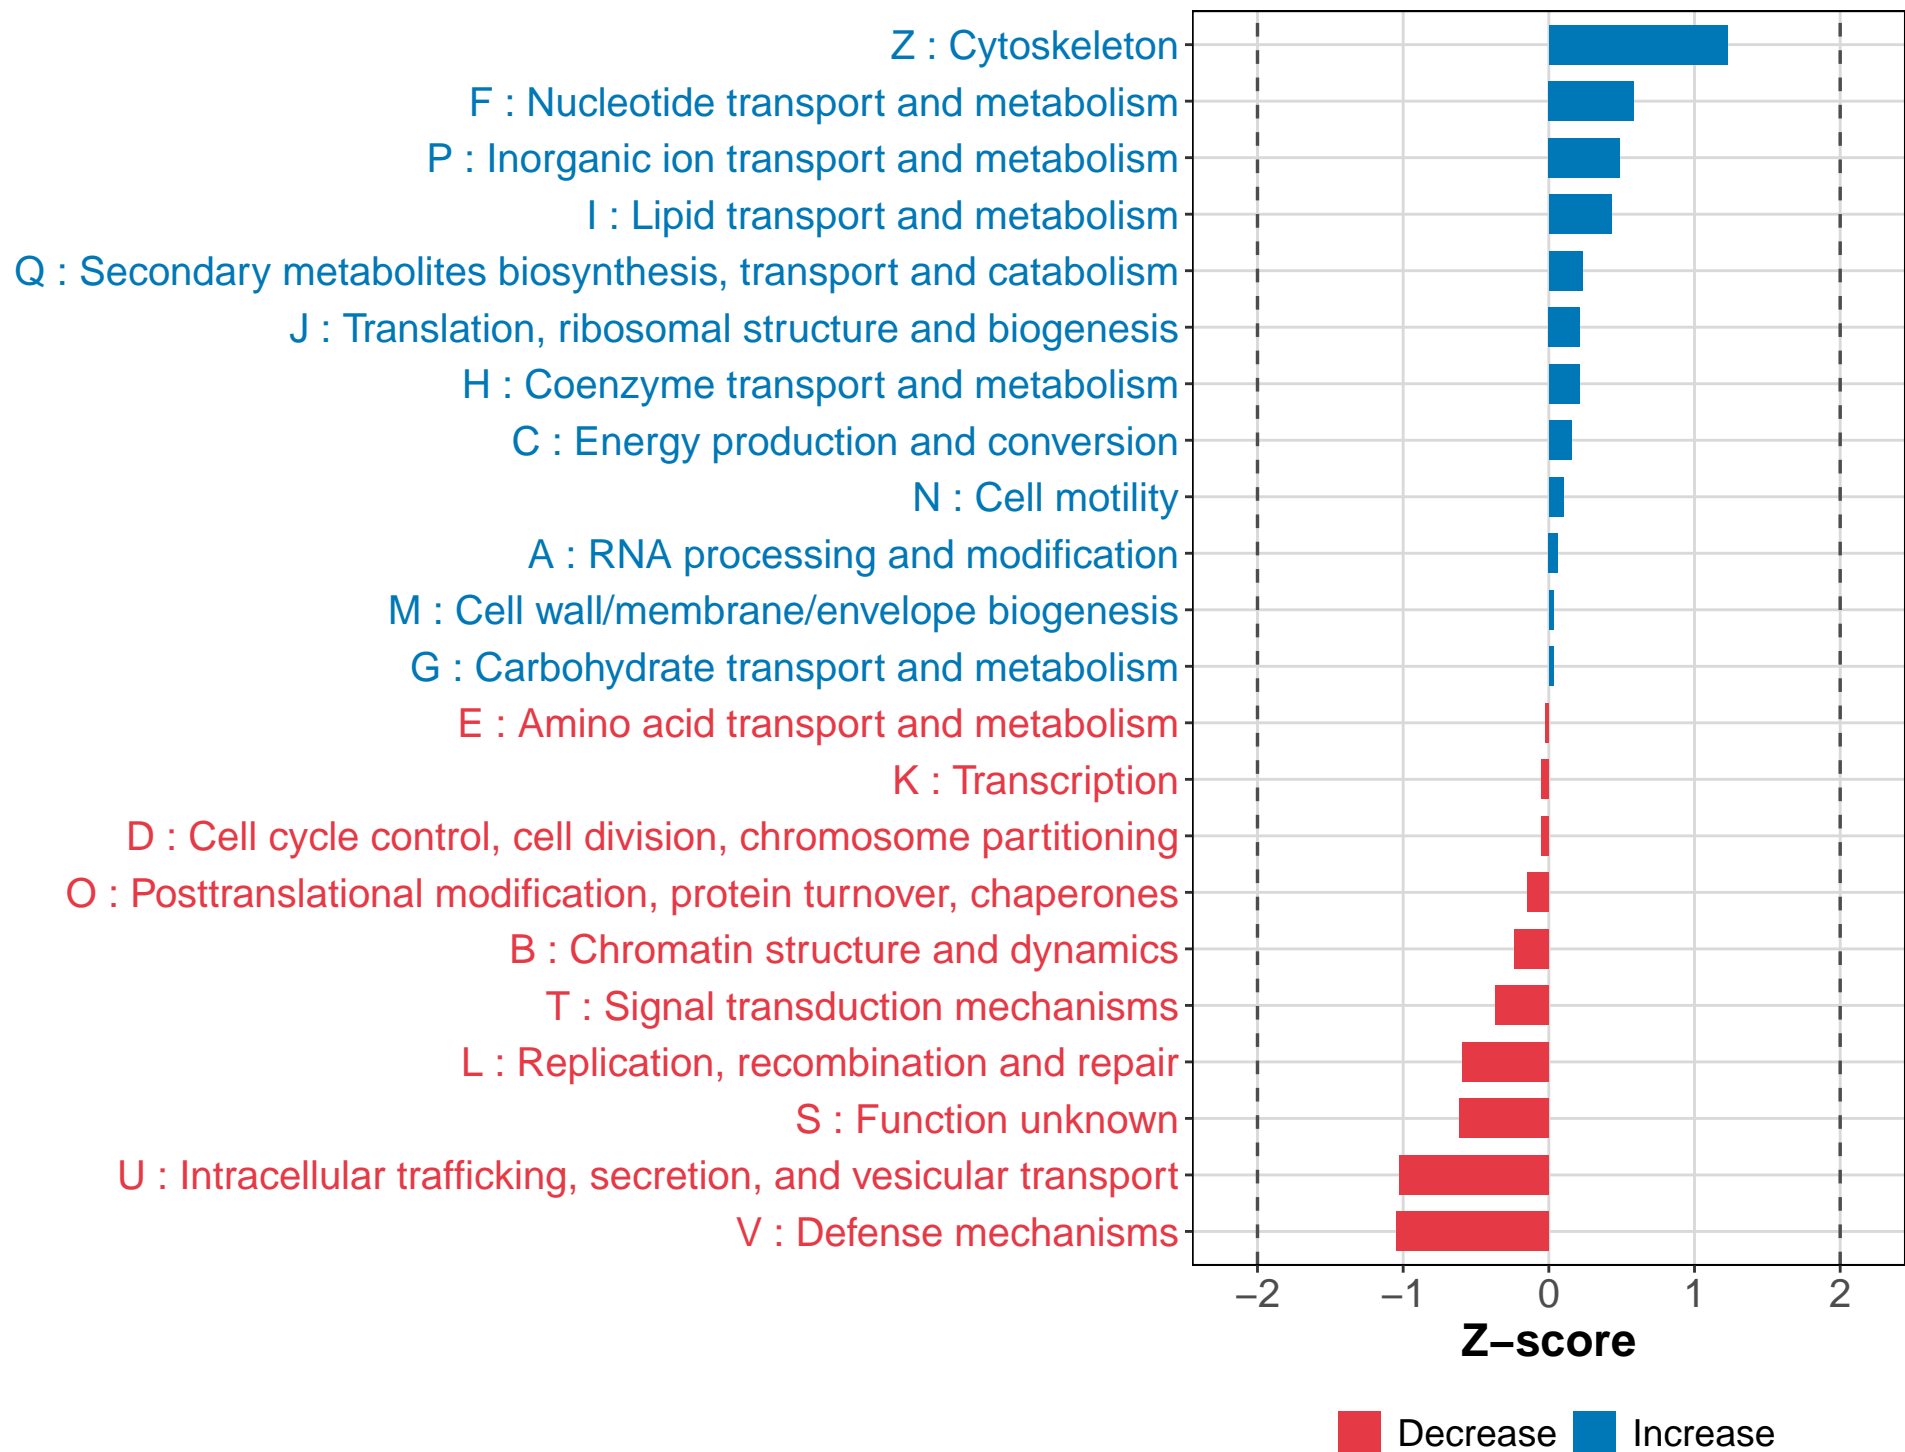 Z : Cytoskeleton
F : Nucleotide transport and metabolism
P : Inorganic ion transport and metabolism
I : Lipid transport and metabolism
Q : Secondary metabolites biosynthesis, transport and catabolism
J : Translation, ribosomal structure and biogenesis
H : Coenzyme transport and metabolism
C : Energy production and conversion
N : Cell motility
A : RNA processing and modification
M : Cell wall/membrane/envelope biogenesis
G : Carbohydrate transport and metabolism
E : Amino acid transport and metabolism
K : Transcription
D : Cell cycle control, cell division, chromosome partitioning
O : Posttranslational modification, protein turnover, chaperones
B : Chromatin structure and dynamics
T : Signal transduction mechanisms
L : Replication, recombination and repair
S : Function unknown
U : Intracellular trafficking, secretion, and vesicular transport
V : Defense mechanisms
−2 −1 0 1 2
Z−score
Decrease Increase